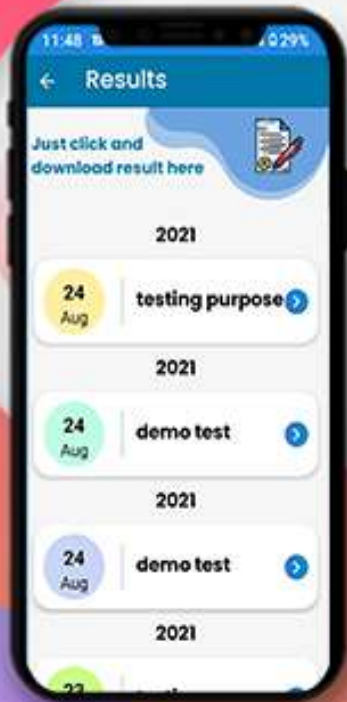 11:48
29%
Results
Just click and
download result here
2021
24
Aug
testing purpose
2021
24
Aug
demo test
2021
24
Aug
demo test
2021